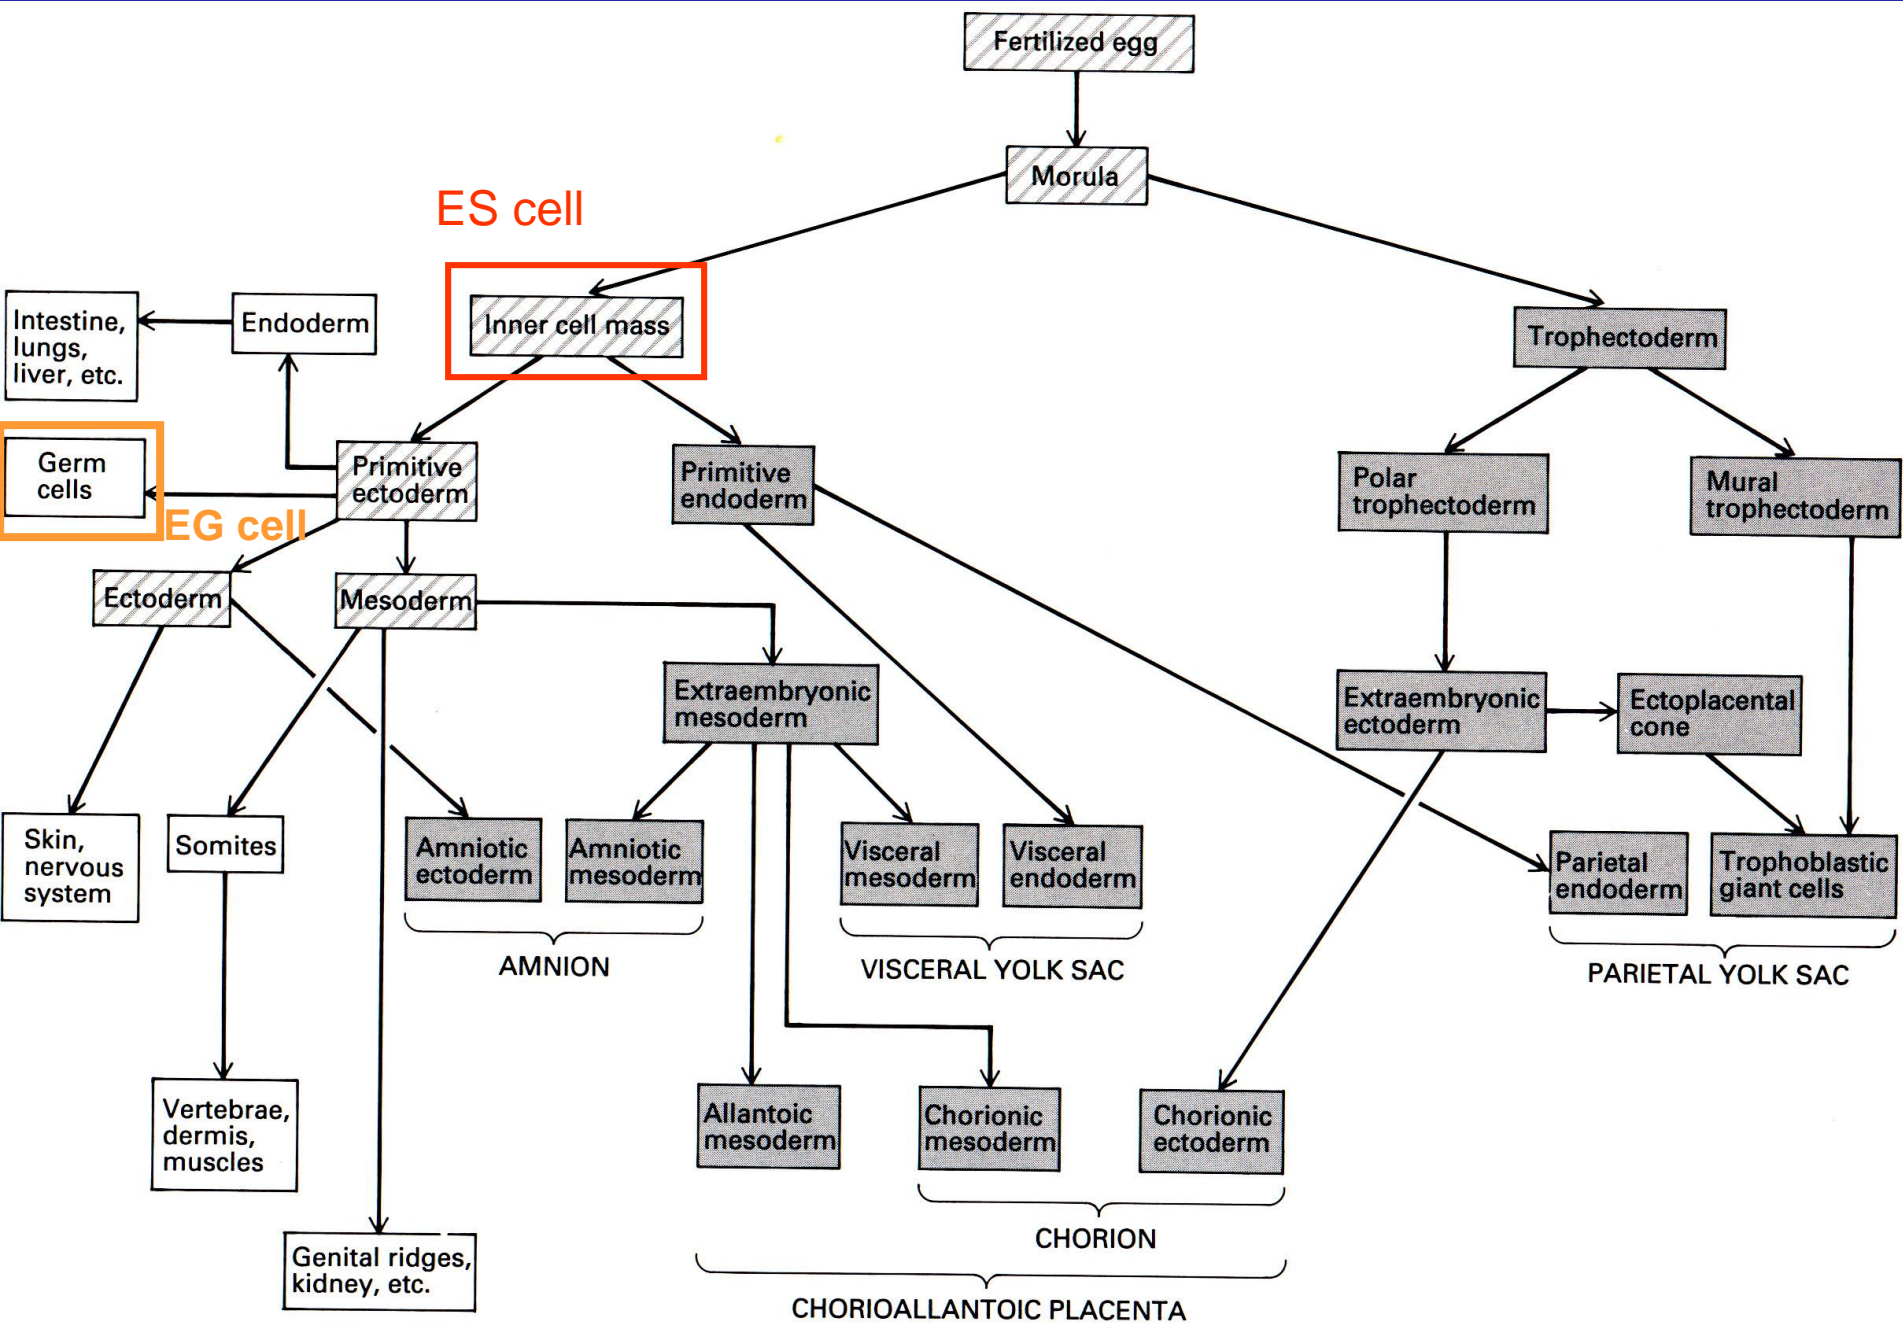 Fertilized egg
Morula
ES cell
Inner cell mass
Trophectoderm
Intestine,
lungs,
liver, etc.
Endoderm
Germ
cells
EG cell
Primitive
ectoderm
Primitive
endoderm
Polar
trophectoderm
Mural
trophectoderm
Ectoderm
Mesoderm
Extraembryonic
mesoderm
Extraembryonic
ectoderm
Ectoplacental
cone
Skin,
nervous
system
Somites
Amniotic
ectoderm
Amniotic
mesoderm
Visceral
mesoderm
Visceral
endoderm
Parietal
endoderm
Trophoblastic
giant cells
AMNION
VISCERAL YOLK SAC
PARIETAL YOLK SAC
Vertebrae,
dermis,
muscles
Allantoic
mesoderm
Chorionic
mesoderm
Chorionic
ectoderm
CHORION
Genital ridges,
kidney, etc.
CHORIOALLANTOIC PLACENTA